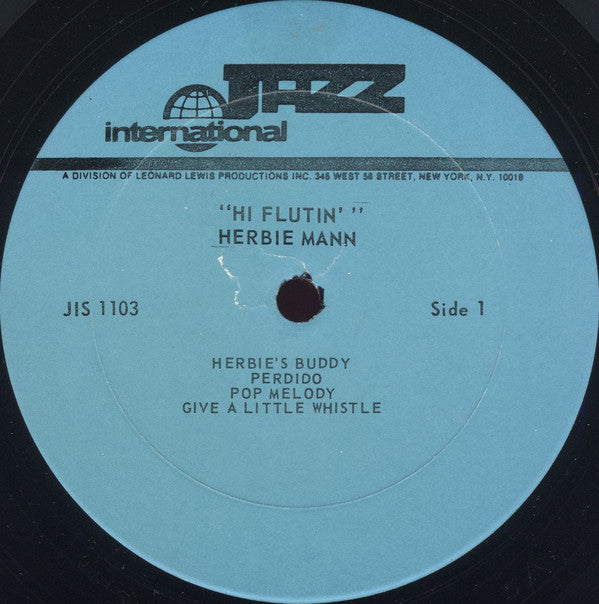 JAZZ
international
A DIVISION OF LEONARD LEWIS PRODUCTIONS INC. 345 WEST 58 STREET, NEW YORK, N.Y. 10019
"HI FLUTIN' "
HERBIE MANN
JIS 1103
Side 1
HERBIE'S BUDDY
PERDIDO
POP MELODY
GIVE A LITTLE WHISTLE